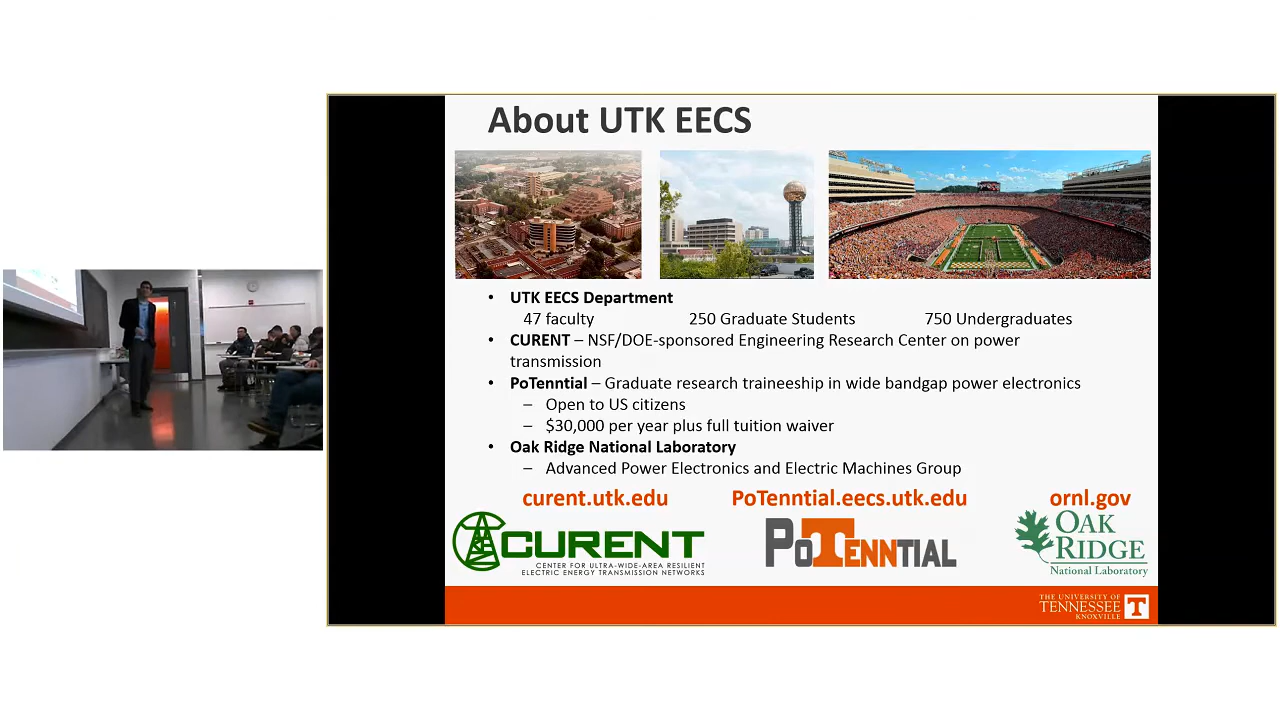 About UTK EECS
• UTK EECS Department
47 faculty 250 Graduate Students 750 Undergraduates
• CURENT – NSF/DOE-sponsored Engineering Research Center on power
transmission
• PoTenntial – Graduate research traineeship in wide bandgap power electronics
– Open to US citizens
– $30,000 per year plus full tuition waiver
• Oak Ridge National Laboratory
– Advanced Power Electronics and Electric Machines Group
curent.utk.edu PoTenntial.eecs.utk.edu ornl.gov
CURENT
CENTER FOR ULTRA-WIDE-AREA RESILIENT
ELECTRIC ENERGY TRANSMISSION NETWORKS
POTENNTIAL
OAK
RIDGE
National Laboratory
THE UNIVERSITY OF
TENNESSEE
KNOXVILLE
T